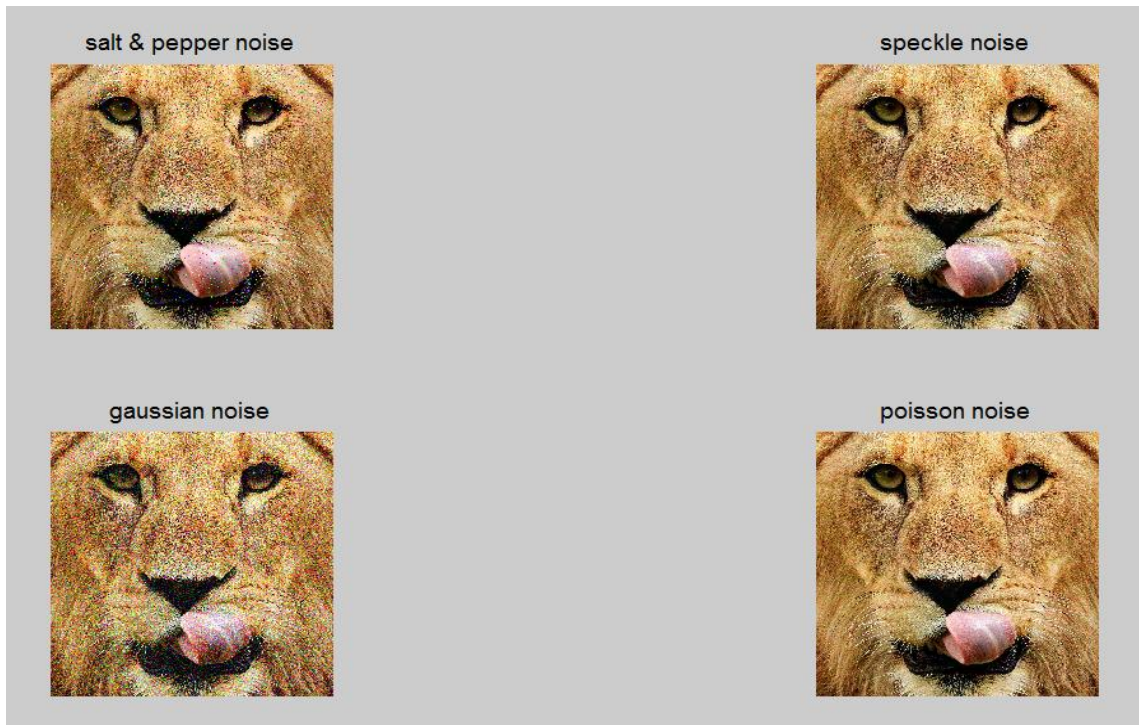 salt & pepper noise
speckle noise
gaussian noise
poisson noise